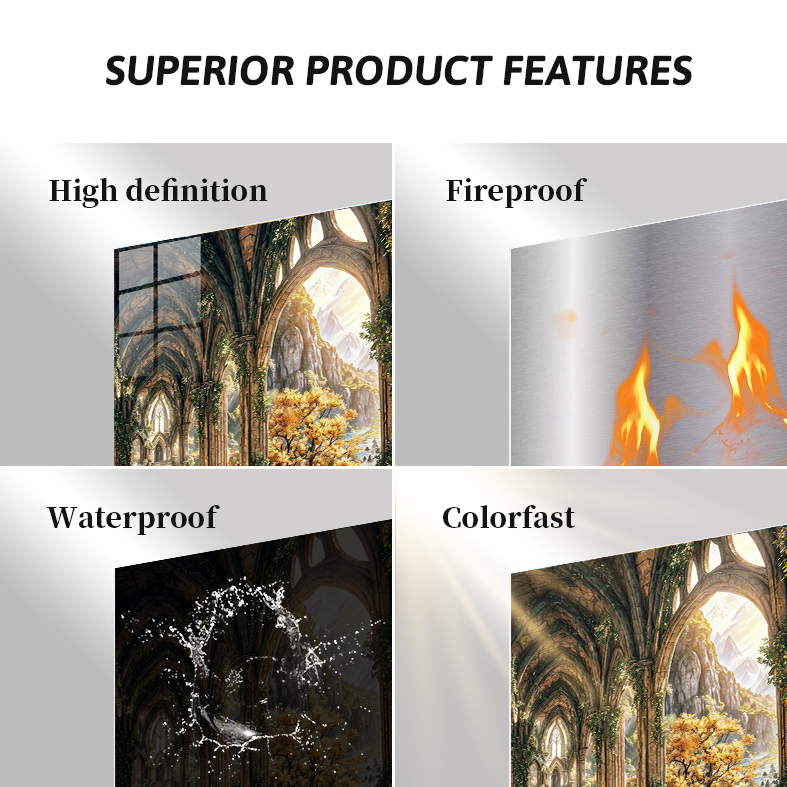 SUPERIOR PRODUCT FEATURES
High definition
Fireproof
Waterproof
Colorfast